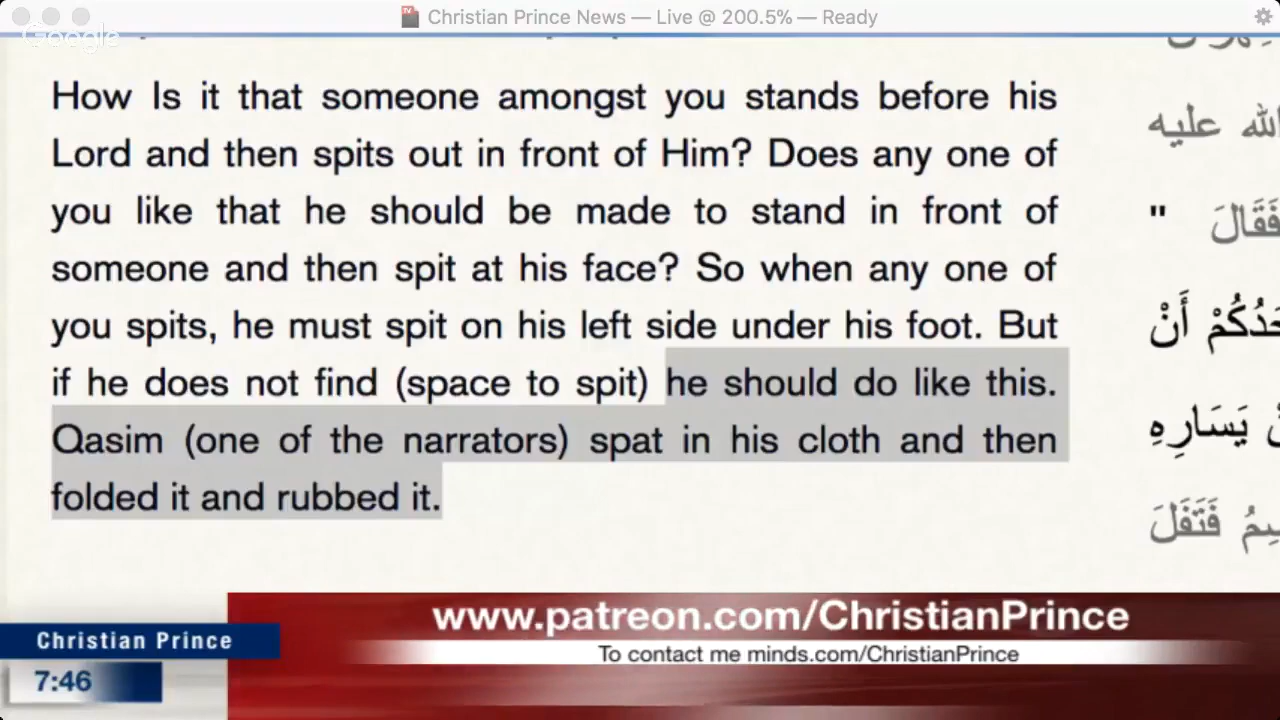 Christian Prince News — Live @ 200.5% — Ready
Google
How Is it that someone amongst you stands before his
Lord and then spits out in front of Him? Does any one of
you like that he should be made to stand in front of
someone and then spit at his face? So when any one of
you spits, he must spit on his left side under his foot. But
if he does not find (space to spit) he should do like this.
Qasim (one of the narrators) spat in his cloth and then
folded it and rubbed it.
الله عليه
فَقَالَ "
أَنْ
يَسَارِهِ
فَتَفَلَ
www.patreon.com/ChristianPrince
To contact me minds.com/ChristianPrince
Christian Prince
7:46